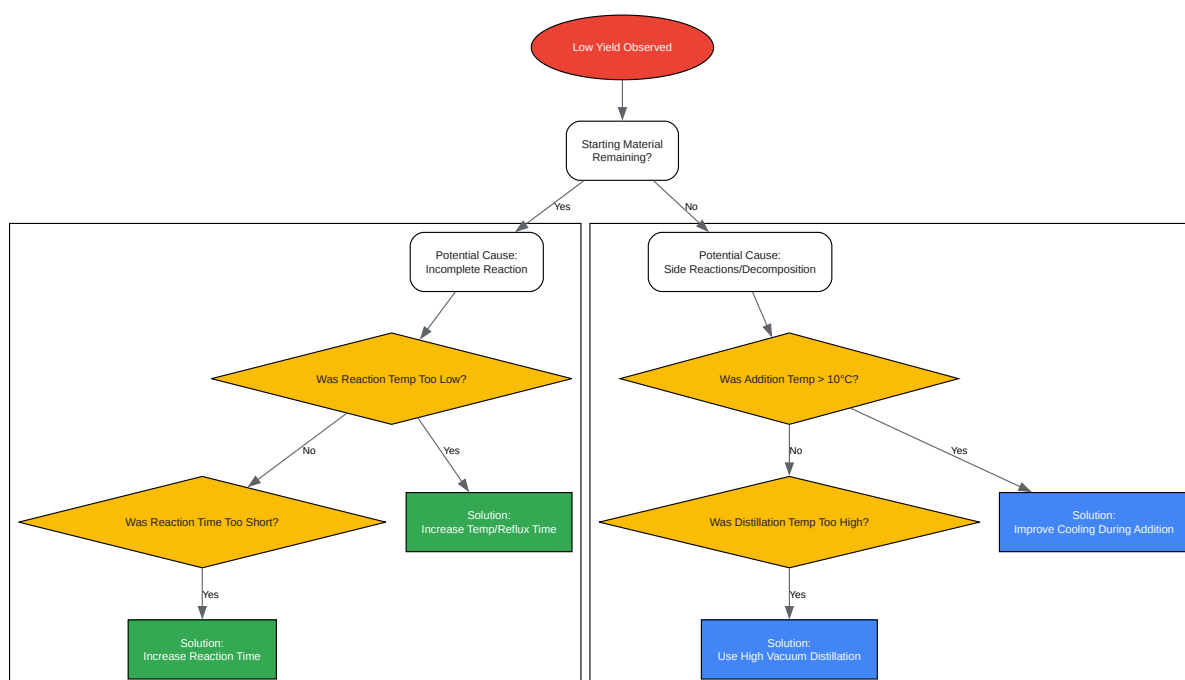 Low Yield Observed
Starting Material
Remaining?
Yes
No
Potential Cause:
Incomplete Reaction
Potential Cause:
Side Reactions/Decomposition
Was Reaction Temp Too Low?
Was Addition Temp > 10°C?
No
Yes
No
Yes
Was Reaction Time Too Short?
Solution:
Increase Temp/Reflux Time
Was Distillation Temp Too High?
Solution:
Improve Cooling During Addition
Yes
Yes
Solution:
Increase Reaction Time
Solution:
Use High Vacuum Distillation